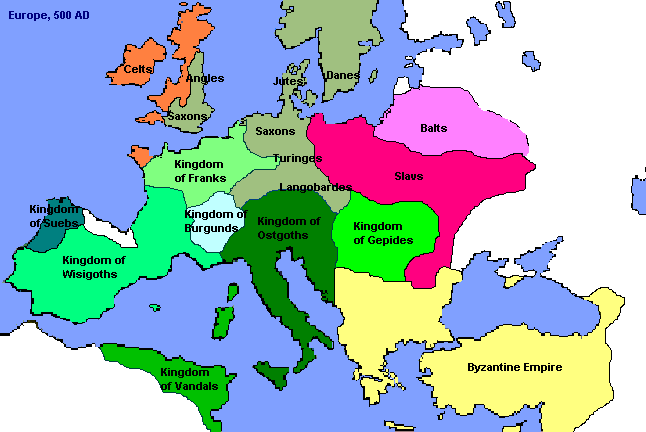 Europe, 500 AD
Celts
Angles
Jutes
Danes
Saxons
Saxons
Balts
Turinges
Kingdom
of Franks
Slavs
Langobardes
Kingdom
of Suebs
Kingdom of
Burgunds
Kingdom of
Ostgoths
Kingdom
of Gepides
Kingdom of
Wisigoths
Byzantine Empire
Kingdom
of Vandals